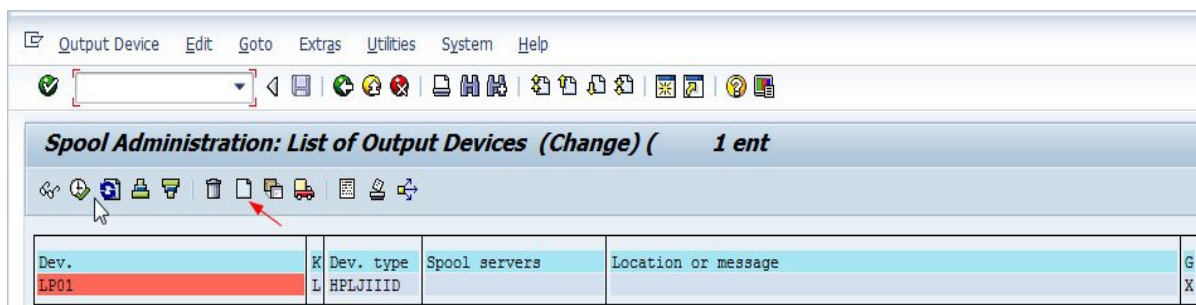 Output Device Edit Goto Extras Utilities System Help
Spool Administration: List of Output Devices (Change) ( 1 ent
Dev. K Dev. type Spool servers Location or message G
LP01 L HPLJIIID X